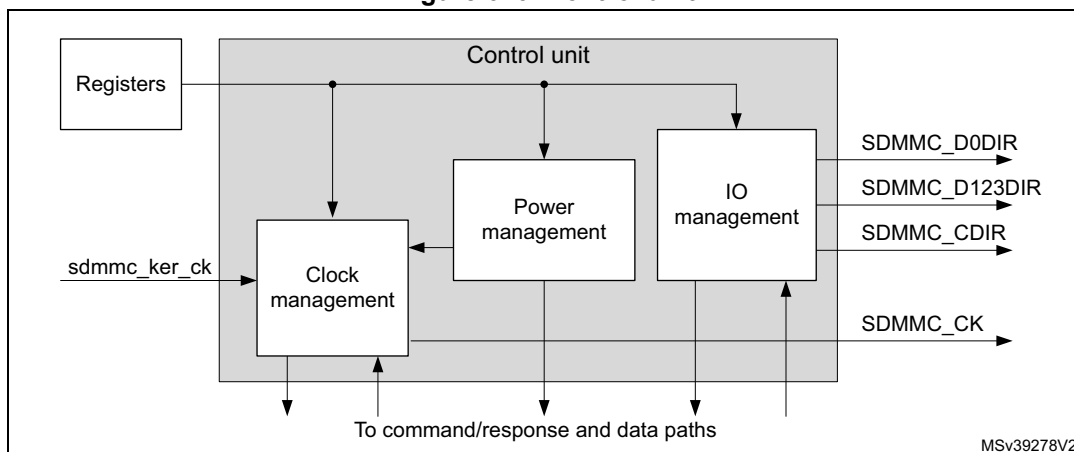 Control unit
Registers
SDMMC_D0DIR
IO
management
SDMMC_D123DIR
Power
management
SDMMC_CDIR
sdmmc_ker_ck
Clock
management
SDMMC_CK
To command/response and data paths
MSv39278V2